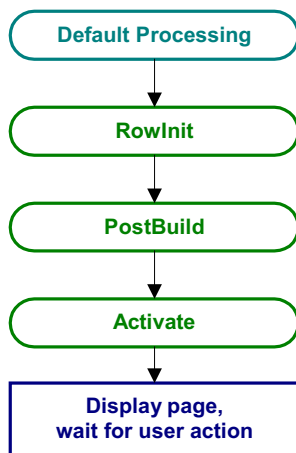 Default Processing
RowInit
PostBuild
Activate
Display page,
wait for user action